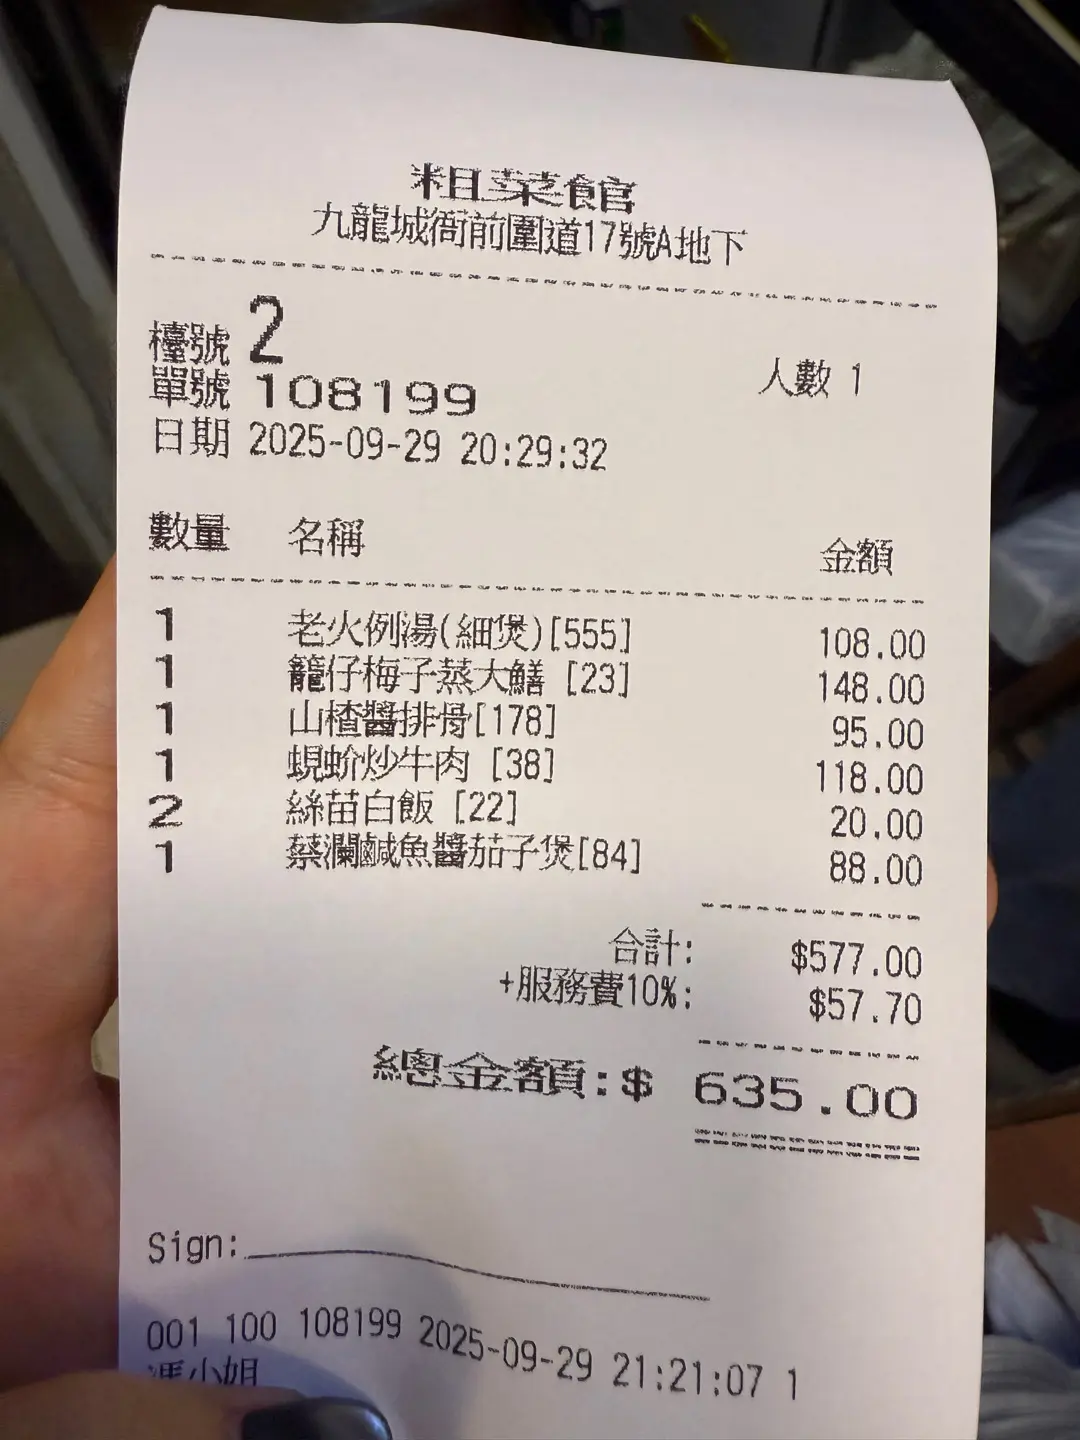 粗菜館
九龍城衙前圍道17號A地下
檯號 2
單號 108199 人數 1
日期 2025-09-29 20:29:32
數量 名稱 金額
1 老火例湯(細煲)[555] 108.00
1 籠仔梅子蒸大鱔 [23] 148.00
1 山楂醬排骨[178] 95.00
1 蜆蚧炒牛肉 [38] 118.00
2 絲苗白飯 [22] 20.00
1 蔡瀾鹹魚醬茄子煲[84] 88.00
合計: $577.00
+服務費10%: $57.70
總金額:$ 635.00
Sign:
001 100 108199 2025-09-29 21:21:07 1
馮小姐